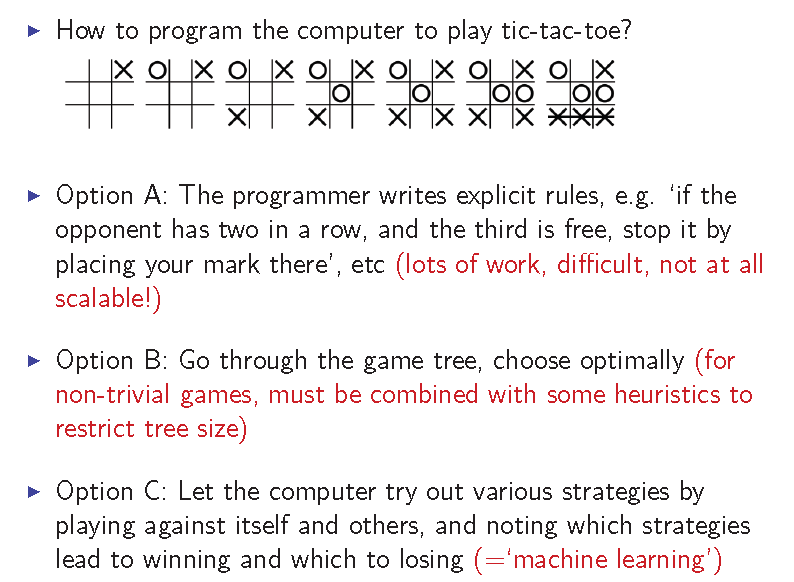 ▶ How to program the computer to play tic-tac-toe?
X O X O X O X O X O X O X
O O O O O O
X X X X X X X X X X
▶ Option A: The programmer writes explicit rules, e.g. ‘if the
opponent has two in a row, and the third is free, stop it by
placing your mark there’, etc (lots of work, difficult, not at all
scalable!)
▶ Option B: Go through the game tree, choose optimally (for
non-trivial games, must be combined with some heuristics to
restrict tree size)
▶ Option C: Let the computer try out various strategies by
playing against itself and others, and noting which strategies
lead to winning and which to losing (=‘machine learning’)